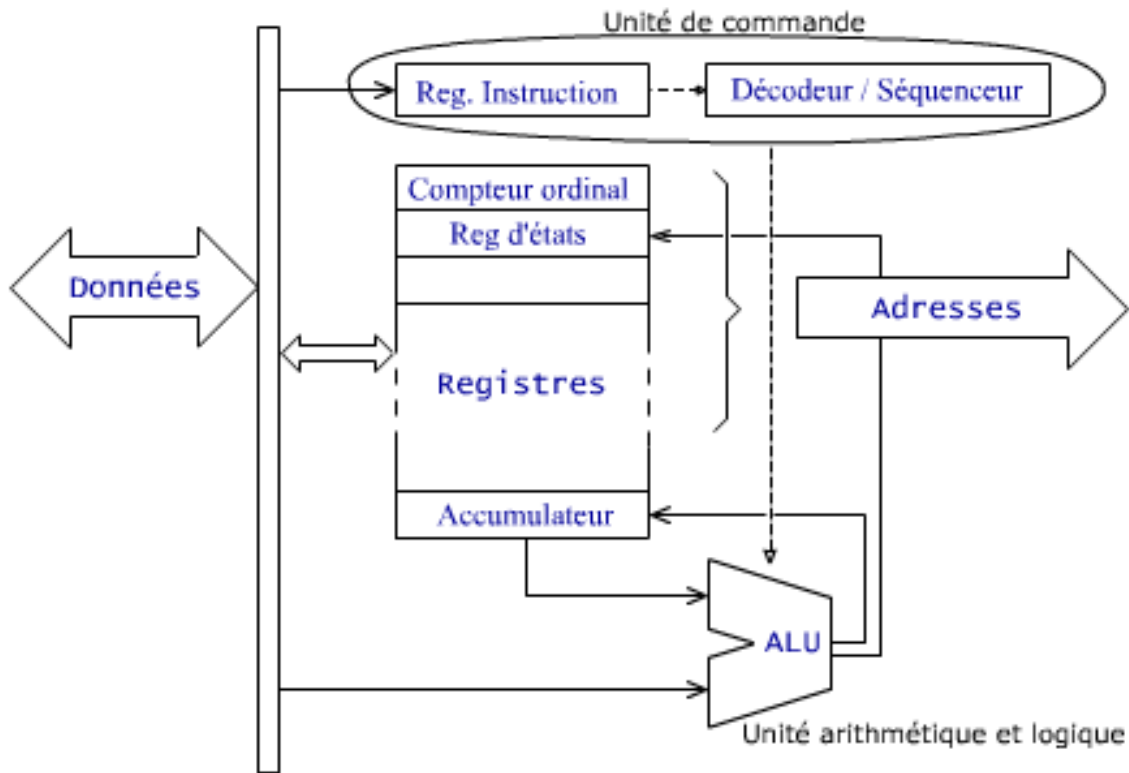 Unité de commande
Reg. Instruction
Décodeur / Séquenceur
Compteur ordinal
Reg d'états
Données
Adresses
Registres
Accumulateur
ALU
Unité arithmétique et logique